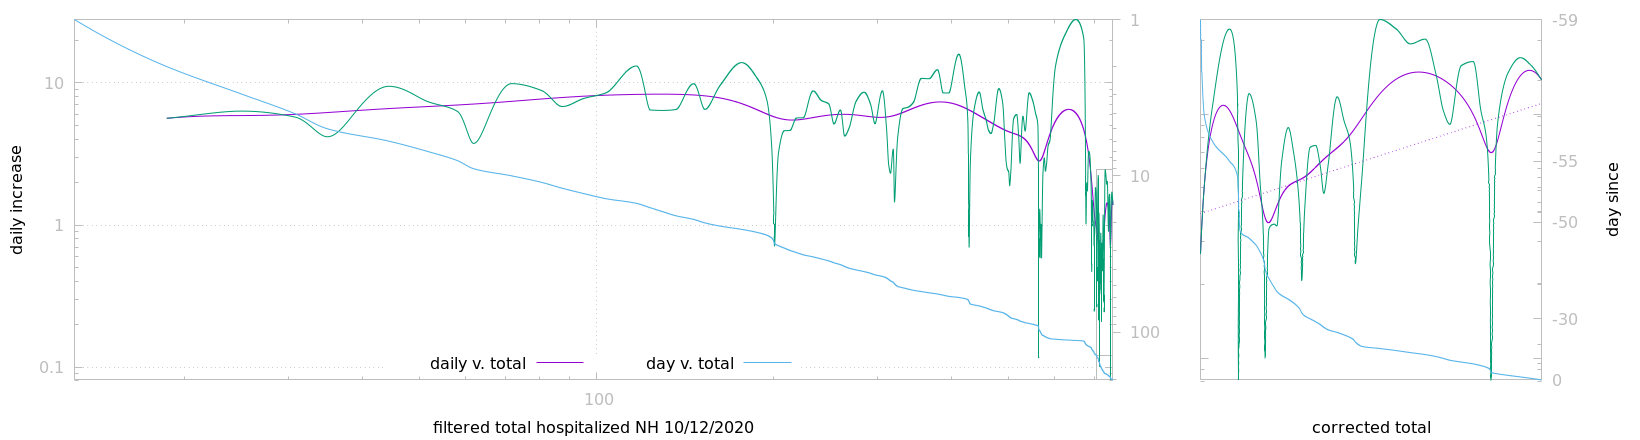 1
-59
10
10
-55
-50
1
-30
100
0.1
daily v. total
day v. total
0
100
daily increase
day since
filtered total hospitalized NH 10/12/2020
corrected total